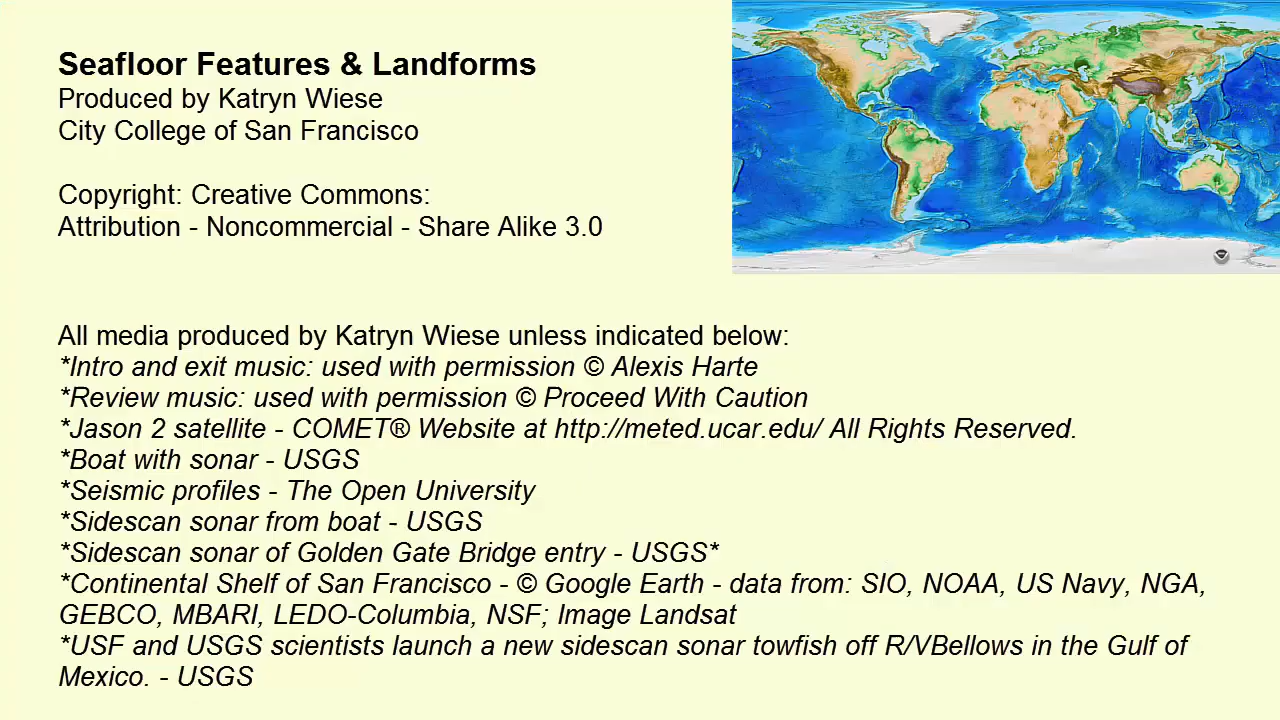 Seafloor Features & Landforms
Produced by Katryn Wiese
City College of San Francisco
Copyright: Creative Commons:
Attribution - Noncommercial - Share Alike 3.0
All media produced by Katryn Wiese unless indicated below:
*Intro and exit music: used with permission © Alexis Harte
*Review music: used with permission © Proceed With Caution
*Jason 2 satellite - COMET® Website at http://meted.ucar.edu/ All Rights Reserved.
*Boat with sonar - USGS
*Seismic profiles - The Open University
*Sidescan sonar from boat - USGS
*Sidescan sonar of Golden Gate Bridge entry - USGS*
*Continental Shelf of San Francisco - © Google Earth - data from: SIO, NOAA, US Navy, NGA,
GEBCO, MBARI, LEDO-Columbia, NSF; Image Landsat
*USF and USGS scientists launch a new sidescan sonar towfish off R/VBellows in the Gulf of
Mexico. - USGS